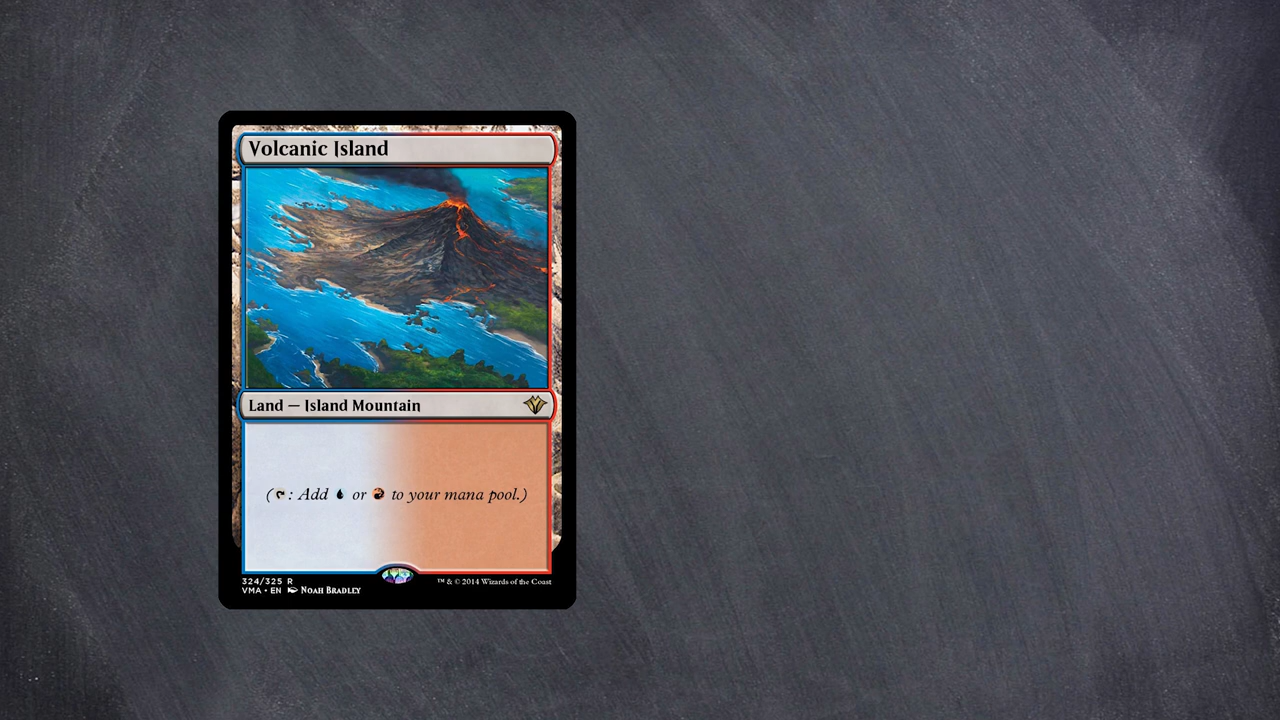 Volcanic Island
Land — Island Mountain
( : Add or to your mana pool.)
324/325 R
™ & © 2014 Wizards of the Coast
VMA • EN Noah Bradley